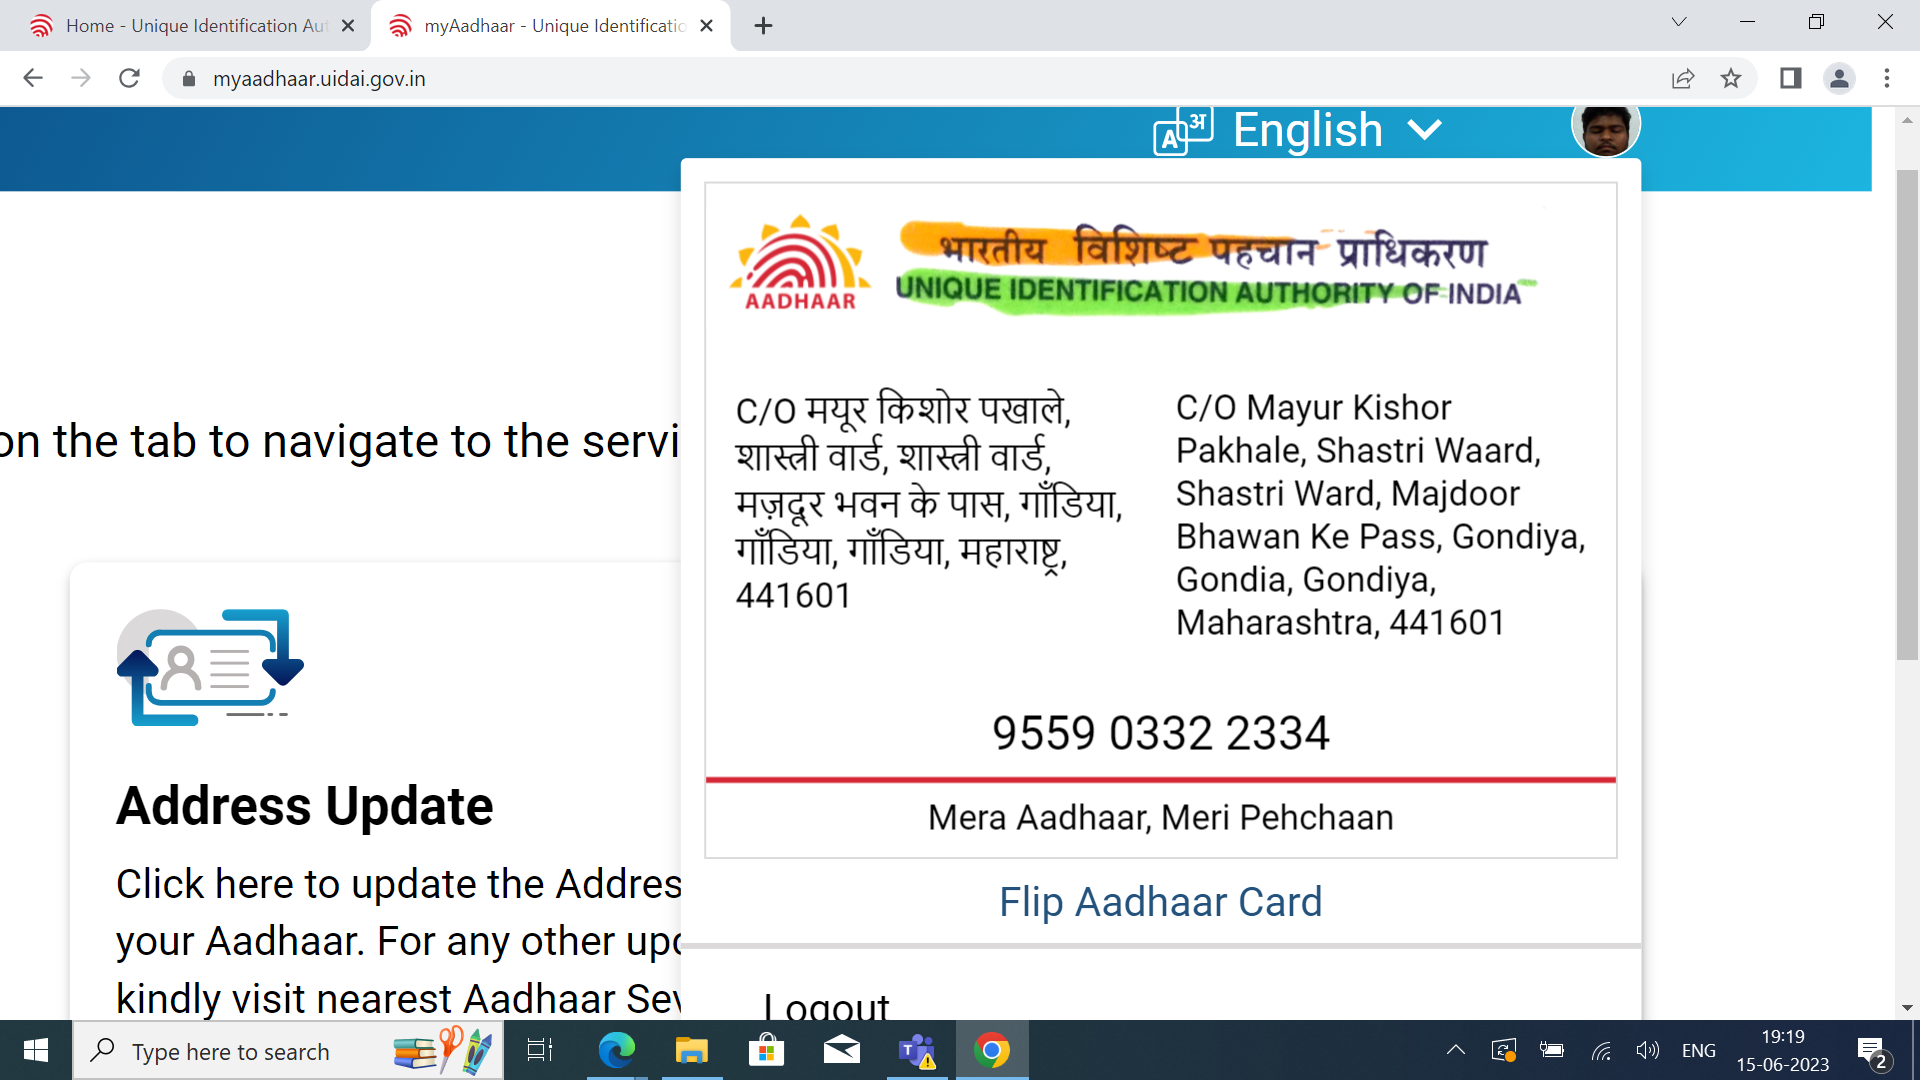 Home - Unique Identification Aut
myAadhaar - Unique Identificatio
myaadhaar.uidai.gov.in
A अ English
AADHAAR
भारतीय विशिष्ट पहचान प्राधिकरण
UNIQUE IDENTIFICATION AUTHORITY OF INDIA
C/O मयूर किशोर पखाले,
शास्त्री वार्ड, शास्त्री वार्ड,
मज़दूर भवन के पास, गाँडिया,
गाँडिया, गाँडिया, महाराष्ट्र,
441601
C/O Mayur Kishor
Pakhale, Shastri Waard,
Shastri Ward, Majdoor
Bhawan Ke Pass, Gondiya,
Gondia, Gondiya,
Maharashtra, 441601
9559 0332 2334
Mera Aadhaar, Meri Pehchaan
Flip Aadhaar Card
Logout
on the tab to navigate to the servi
Address Update
Click here to update the Addres
your Aadhaar. For any other upd
kindly visit nearest Aadhaar Sev
Type here to search
ENG
19:19
15-06-2023
2